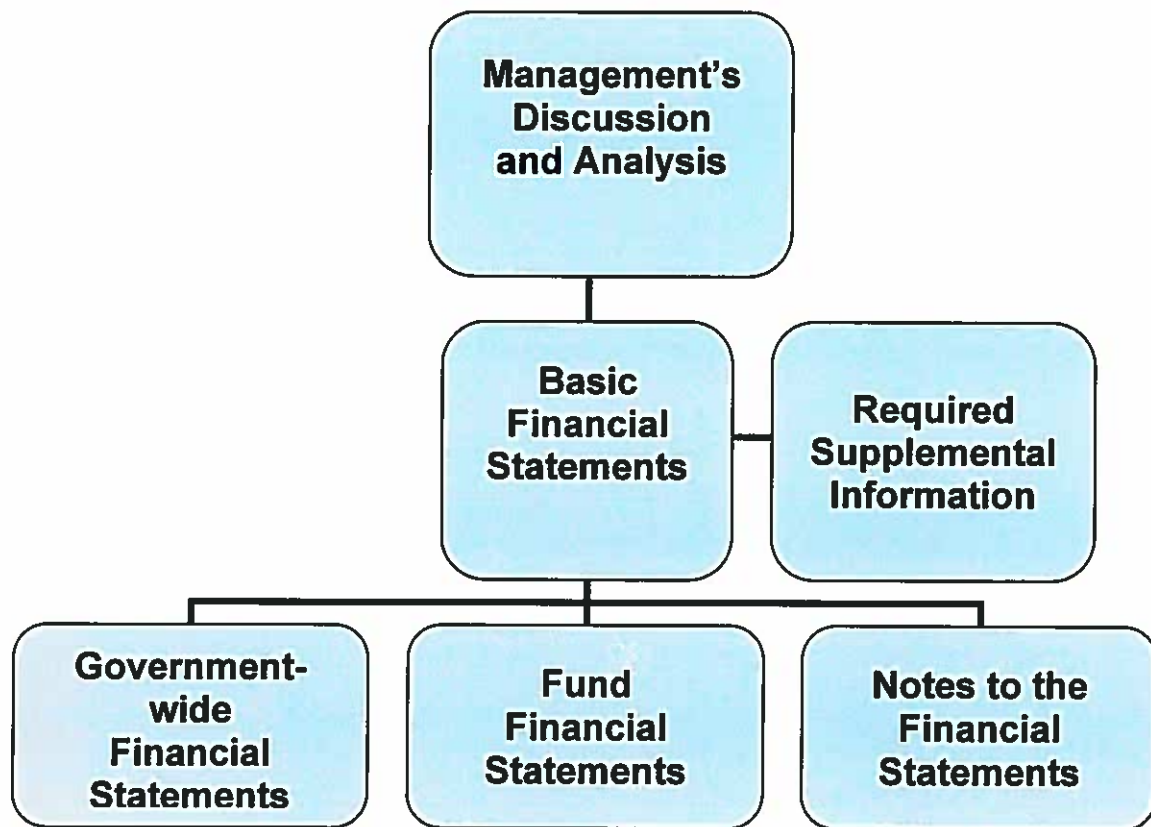 Management's
Discussion
and Analysis
Basic
Financial
Statements
Required
Supplemental
Information
Government-
wide
Financial
Statements
Fund
Financial
Statements
Notes to the
Financial
Statements